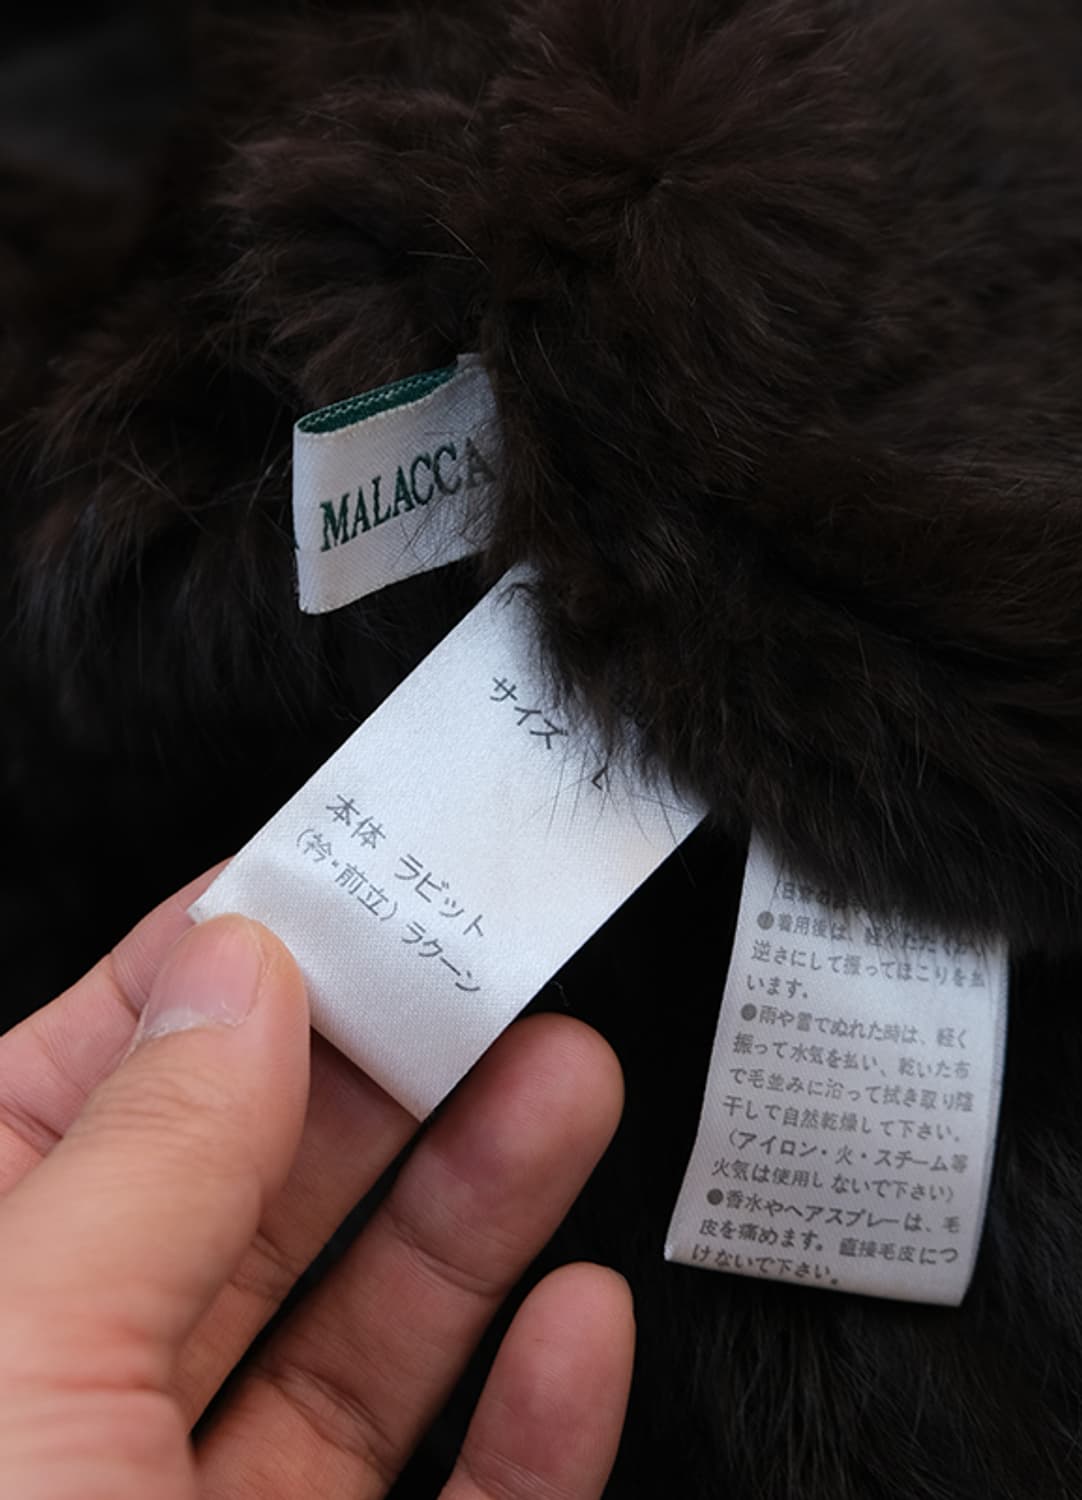 MALACCA
サイズ L
本体 ラビット
(衿・前立) ラクーン
●着用後は、軽くたたくか、
逆さにして振ってほこりを払
います。
●雨や雪でぬれた時は、軽く
振って水気を払い、乾いた布
で毛並みに沿って拭き取り陰
干しで自然乾燥して下さい。
(アイロン・火・スチーム等
火気は使用しないで下さい)
●香水やヘアスプレーは、毛
皮を痛めます。直接毛皮につ
けないで下さい。